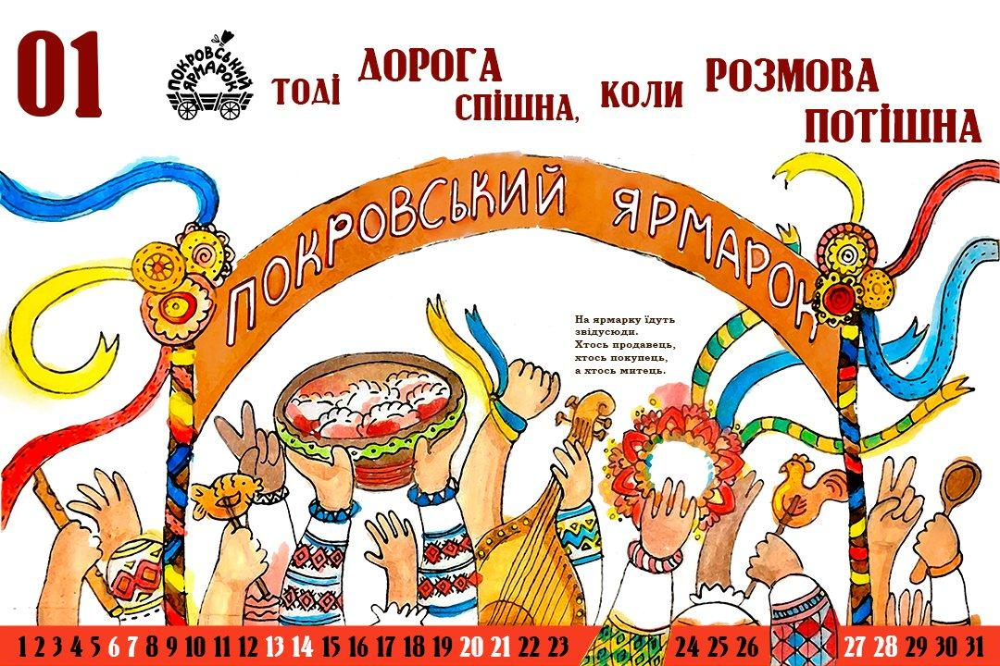 01
ПОКРОВСЬКИЙ
ЯРМАРОК
ТОДІ ДОРОГА
СПІШНА, КОЛИ РОЗМОВА
ПОТІШНА
ПОКРОВСЬКИЙ ЯРМАРОК
На ярмарку їдуть
звідусюди.
Хтось продавець,
хтось покупець,
а хтось митець.
1 2 3 4 5 6 7 8 9 10 11 12 13 14 15 16 17 18 19 20 21 22 23 24 25 26 27 28 29 30 31